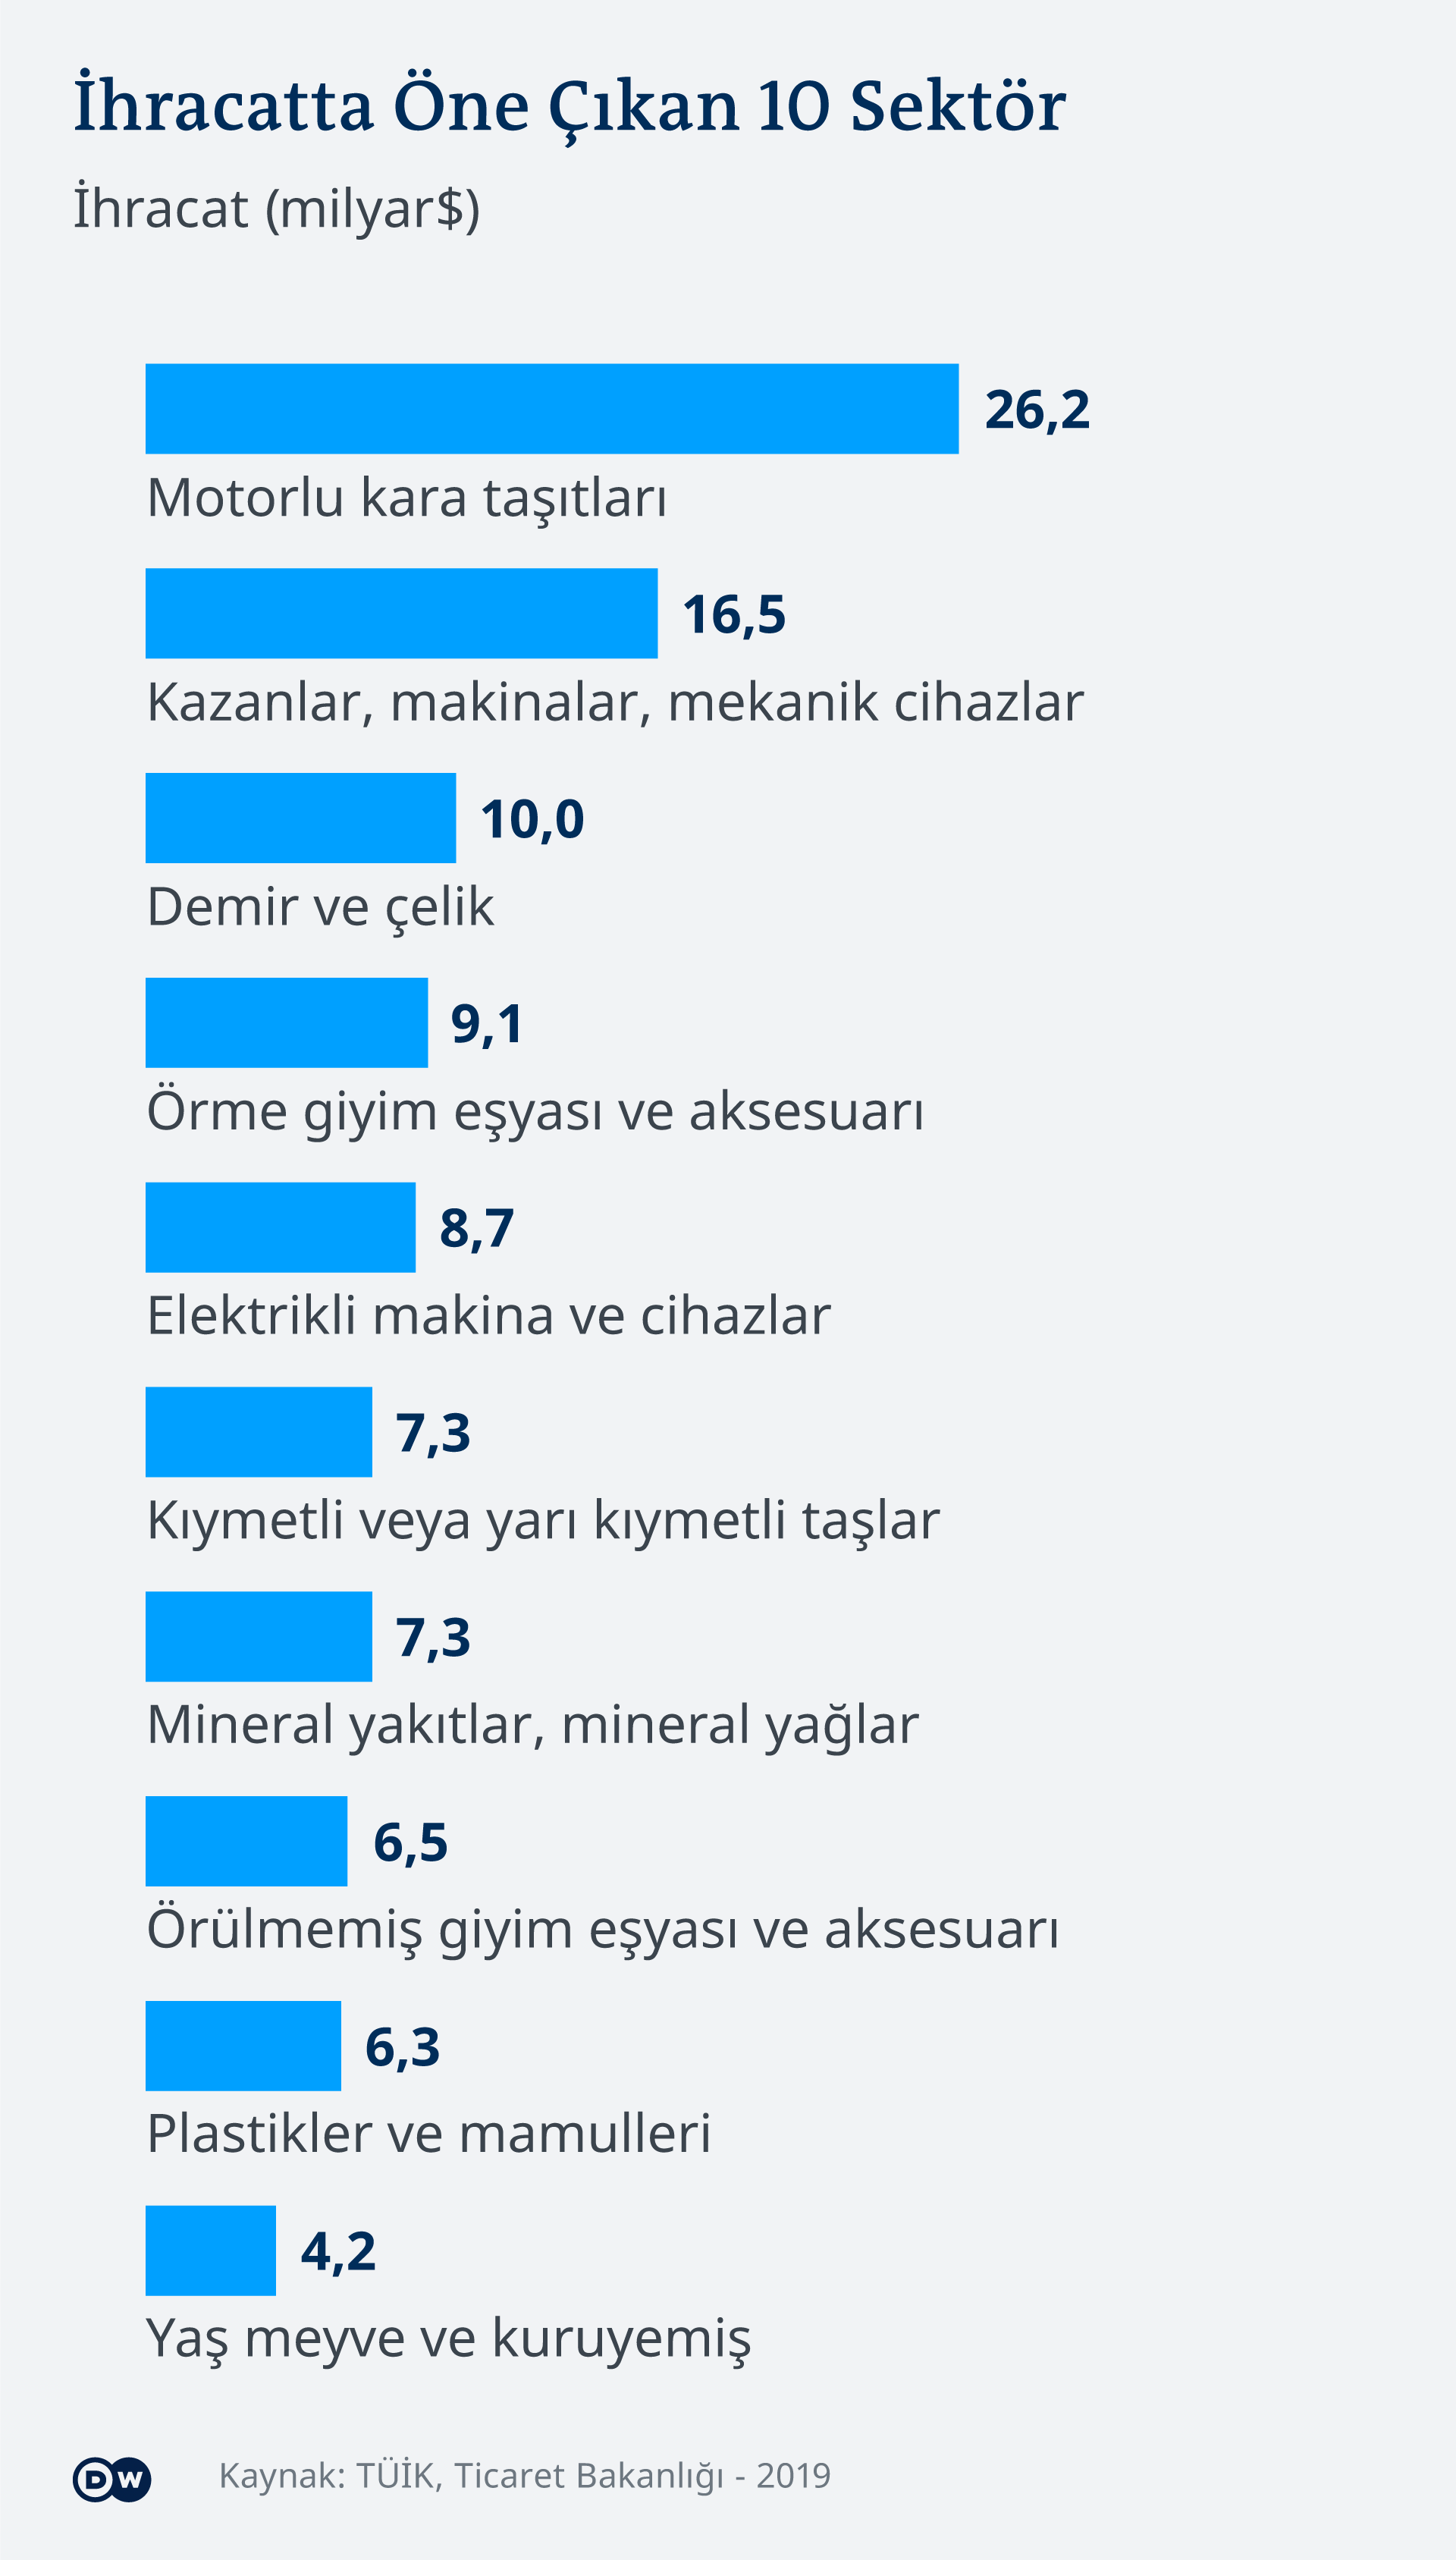 İhracatta Öne Çıkan 10 Sektör
İhracat (milyar$)
26,2
Motorlu kara taşıtları
16,5
Kazanlar, makinalar, mekanik cihazlar
10,0
Demir ve çelik
9,1
Örme giyim eşyası ve aksesuarı
8,7
Elektrikli makina ve cihazlar
7,3
Kıymetli veya yarı kıymetli taşlar
7,3
Mineral yakıtlar, mineral yağlar
6,5
Örülmemiş giyim eşyası ve aksesuarı
6,3
Plastikler ve mamulleri
4,2
Yaş meyve ve kuruyemiş
DW Kaynak: TÜİK, Ticaret Bakanlığı - 2019